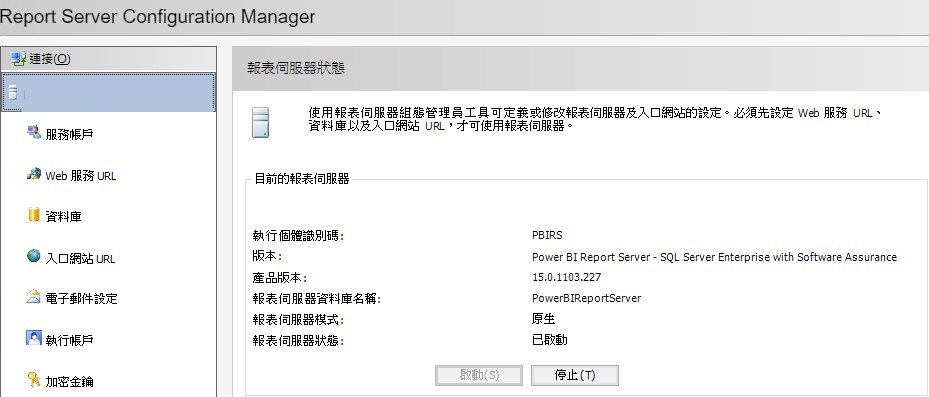 Report Server Configuration Manager
連接(O)
服務帳戶
Web 服務 URL
資料庫
入口網站 URL
電子郵件設定
執行帳戶
加密金鑰
報表伺服器狀態
使用報表伺服器組態管理員工具可定義或修改報表伺服器及入口網站的設定。必須先設定 Web 服務 URL、
資料庫以及入口網站 URL，才可使用報表伺服器。
目前的報表伺服器
執行個體識別碼: PBIRS
版本: Power BI Report Server - SQL Server Enterprise with Software Assurance
產品版本: 15.0.1103.227
報表伺服器資料庫名稱: PowerBIReportServer
報表伺服器模式: 原生
報表伺服器狀態: 已啟動
啟動(S) 停止(T)